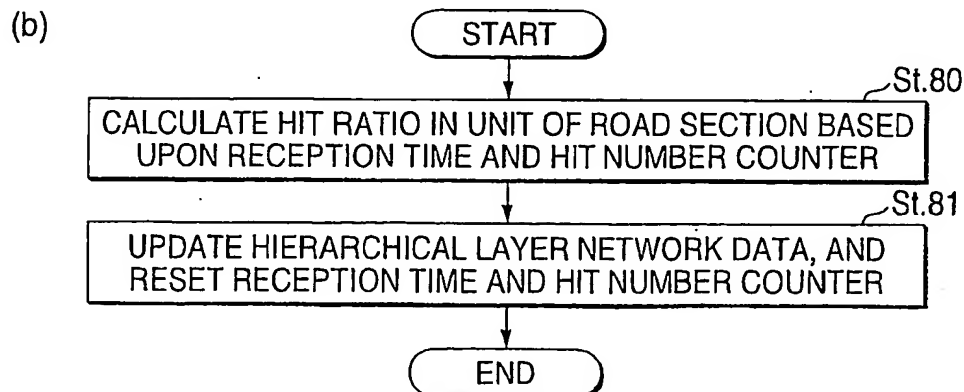 (b)
START
St.80
CALCULATE HIT RATIO IN UNIT OF ROAD SECTION BASED
UPON RECEPTION TIME AND HIT NUMBER COUNTER
St.81
UPDATE HIERARCHICAL LAYER NETWORK DATA, AND
RESET RECEPTION TIME AND HIT NUMBER COUNTER
END